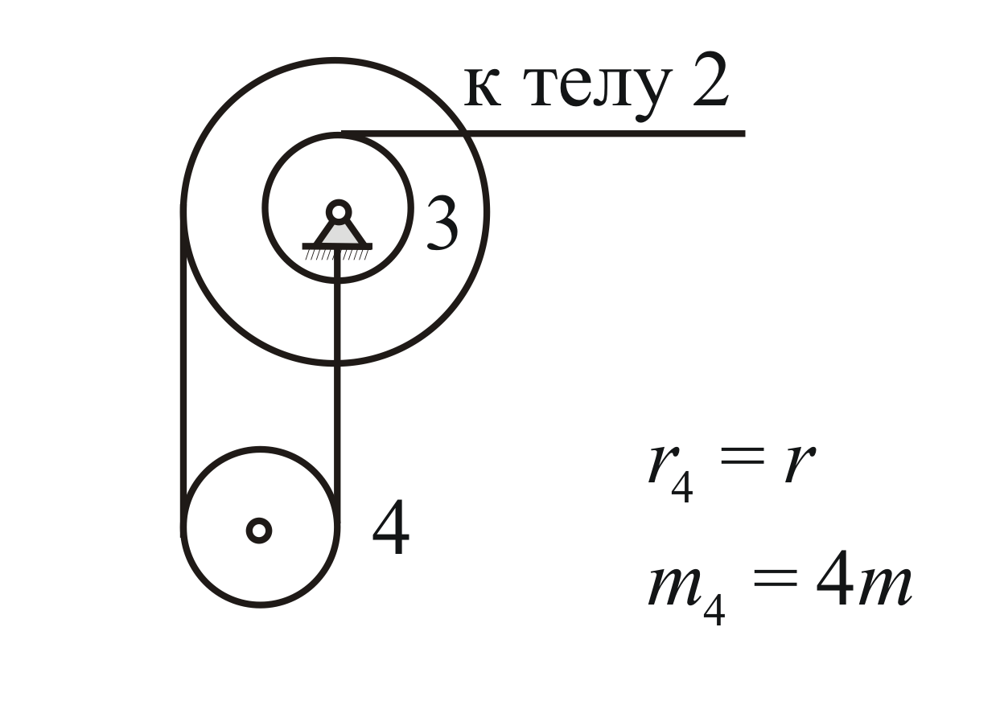 к телу 2
3
r₄ = r
4
m₄ = 4m